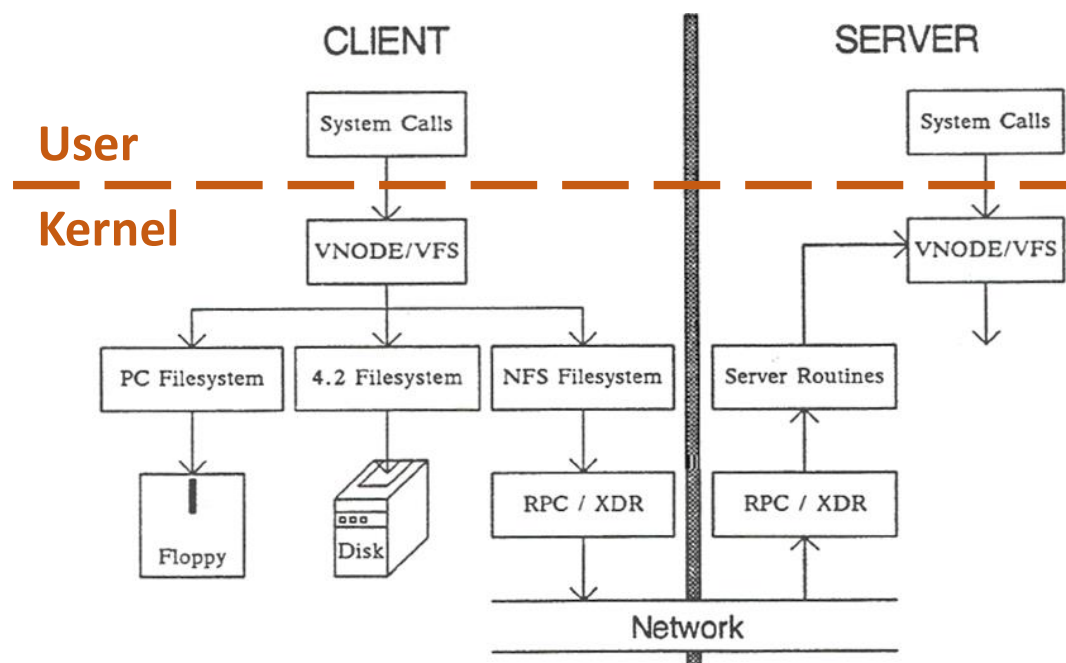 CLIENT
SERVER
System Calls
System Calls
User
Kernel
VNODE/VFS
VNODE/VFS
PC Filesystem
4.2 Filesystem
NFS Filesystem
Server Routines
Floppy
Disk
RPC / XDR
RPC / XDR
Network